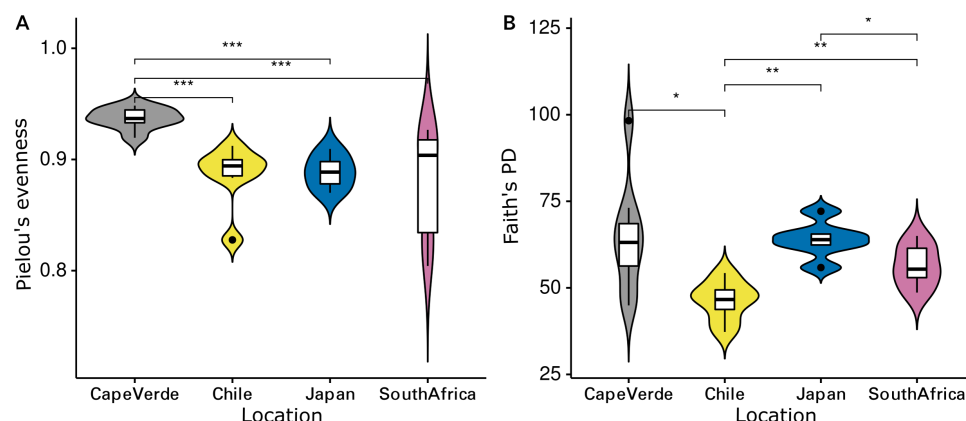 A
Pielou's evenness
1.0
0.9
0.8
***
***
***
CapeVerde Chile Japan SouthAfrica
Location
B
Faith's PD
125
100
75
50
25
*
**
**
*
CapeVerde Chile Japan SouthAfrica
Location